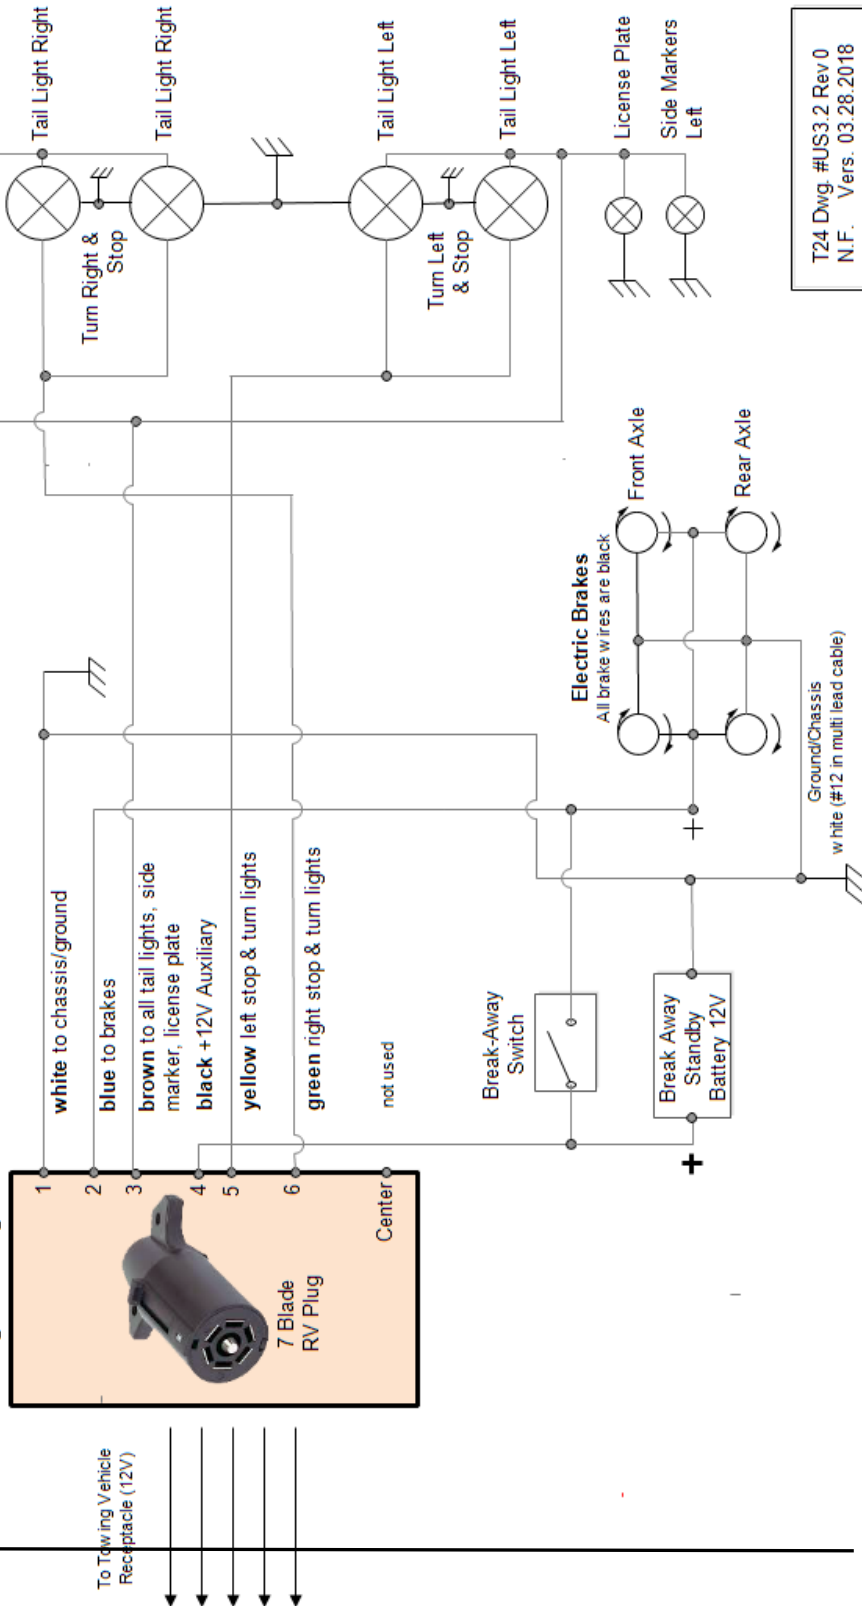 To Towing Vehicle
Receptacle (12V)
7 Blade
RV Plug
1
2
3
4
5
6
Center
white to chassis/ground
blue to brakes
brown to all tail lights, side
marker, license plate
black +12V Auxiliary
yellow left stop & turn lights
green right stop & turn lights
not used
Break-Away
Switch
+
Break Away
Standby
Battery 12V
+
Ground/Chassis
white (#12 in multi lead cable)
Electric Brakes
All brake wires are black
Front Axle
Rear Axle
Turn Right &
Stop
Turn Left
& Stop
Tail Light Right
Tail Light Right
Tail Light Left
Tail Light Left
License Plate
Side Markers
Left
T24 Dwg. #US3.2 Rev 0
N.F. Vers. 03.28.2018